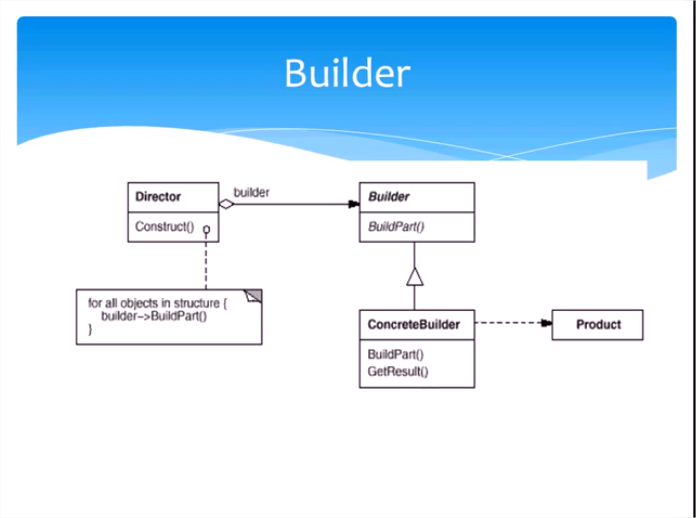 Builder
Director
Construct()
builder
Builder
BuildPart()
for all objects in structure {
builder->BuildPart()
}
ConcreteBuilder
BuildPart()
GetResult()
Product